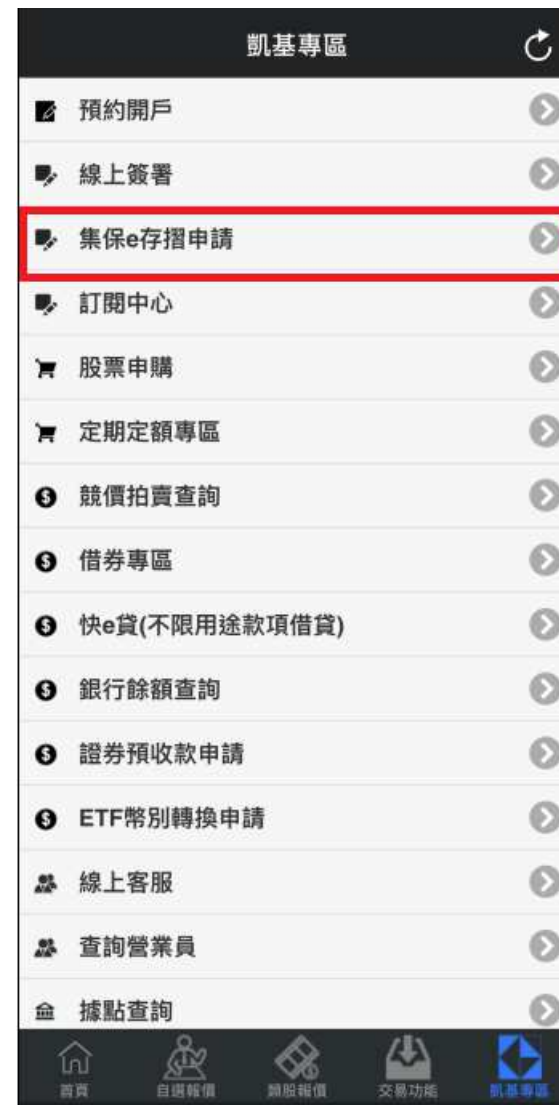 凱基專區
預約開戶
線上簽署
集保e存摺申請
訂閱中心
股票申購
定期定額專區
競價拍賣查詢
借券專區
快e貸(不限用途款項借貸)
銀行餘額查詢
證券預收款申請
ETF幣別轉換申請
線上客服
查詢營業員
據點查詢
首頁
自選報價
類股報價
交易功能
凱基專區